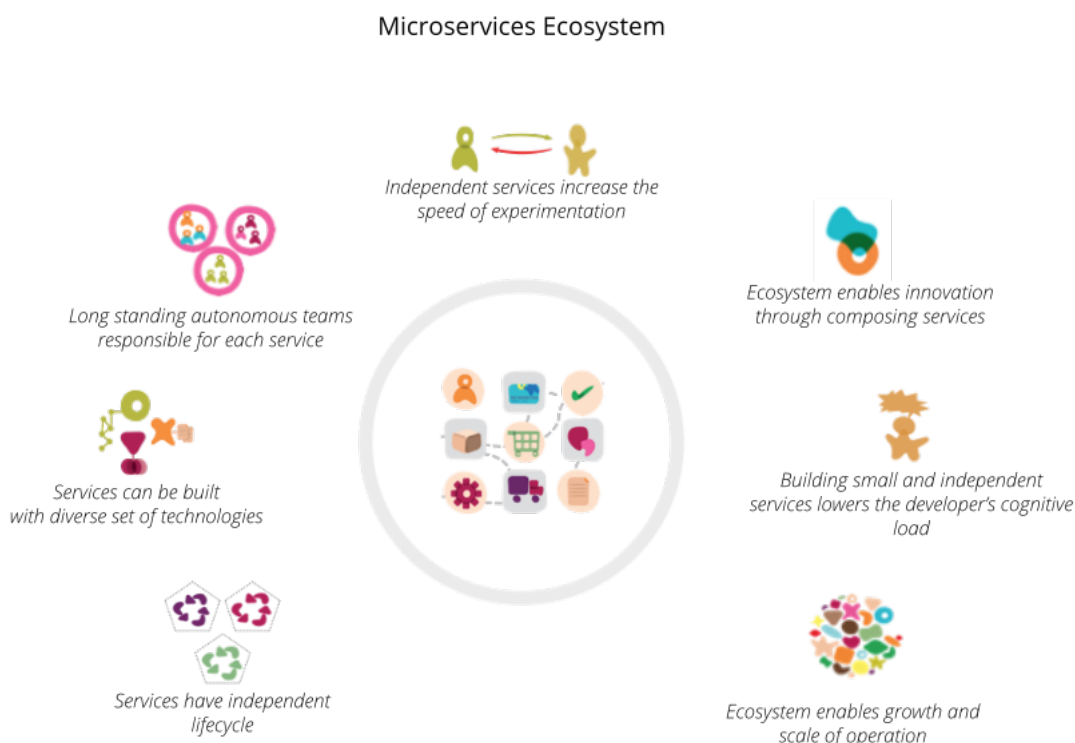 Microservices Ecosystem
Independent services increase the
speed of experimentation
Long standing autonomous teams
responsible for each service
Ecosystem enables innovation
through composing services
Services can be built
with diverse set of technologies
Building small and independent
services lowers the developer's cognitive
load
Services have independent
lifecycle
Ecosystem enables growth and
scale of operation